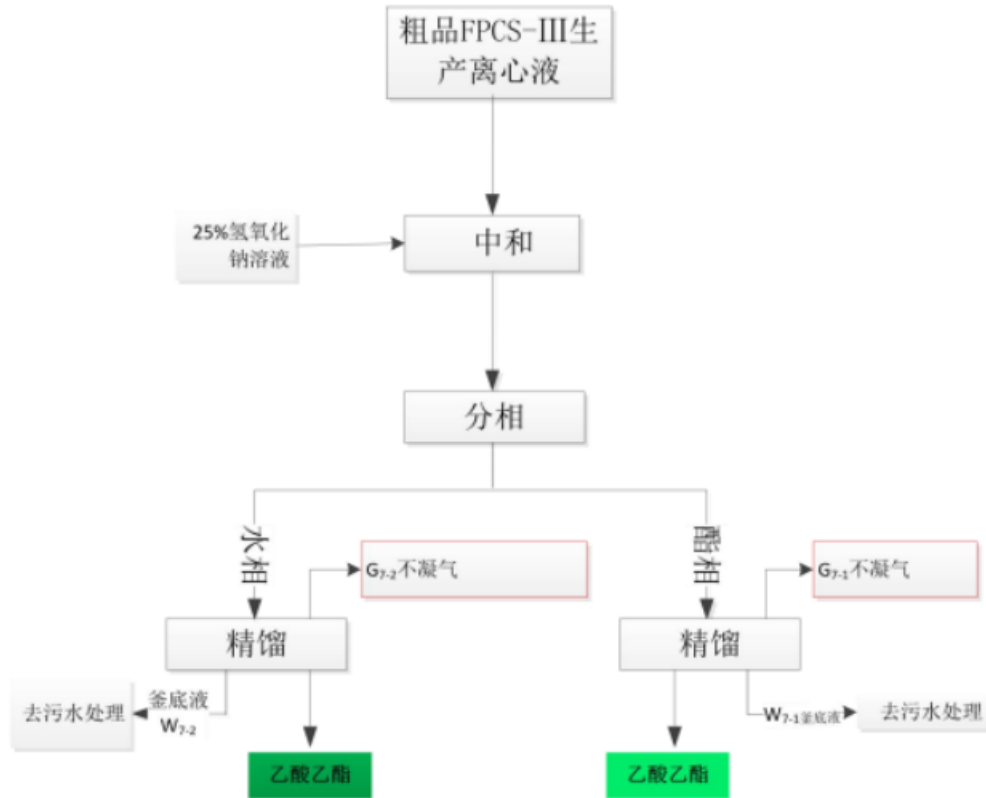 粗品FPCS-III生
产离心液
25%氢氧化
钠溶液
中和
分相
水相
酯相
G7-2不凝气
G7-1不凝气
精馏
精馏
去污水处理
釜底液
W7-2
W7-1釜底液
去污水处理
乙酸乙酯
乙酸乙酯